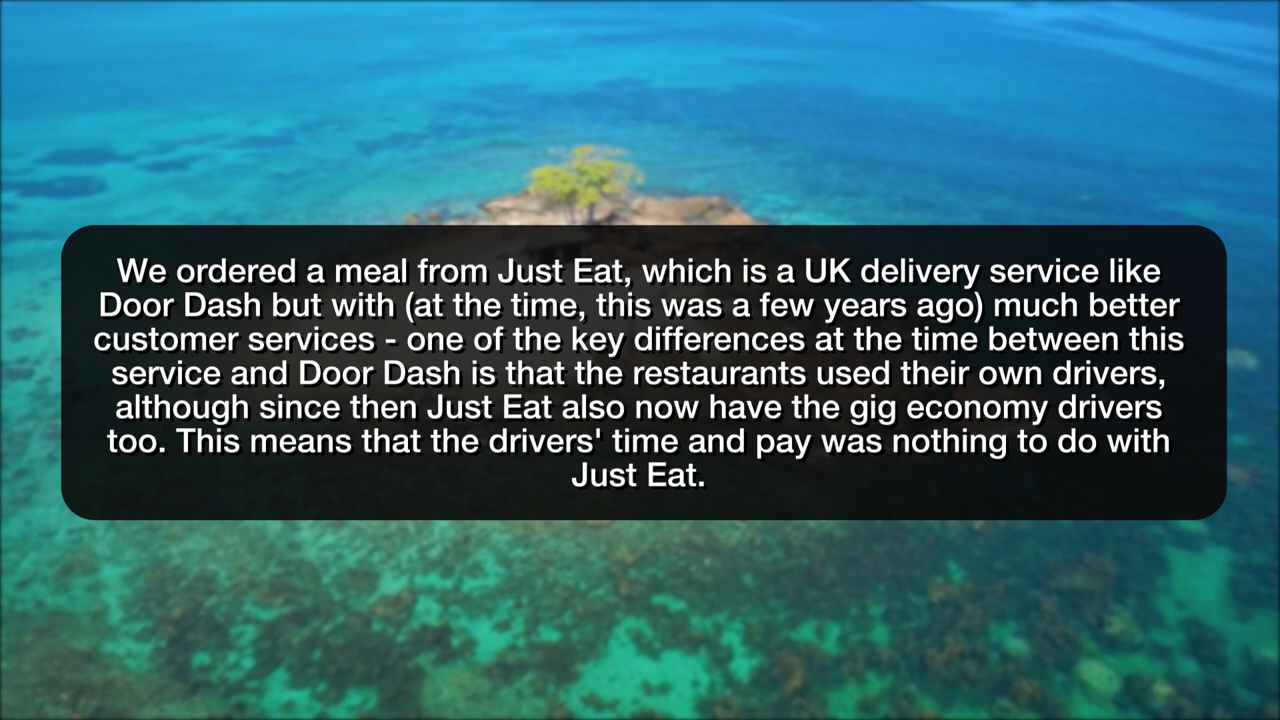 We ordered a meal from Just Eat, which is a UK delivery service like
Door Dash but with (at the time, this was a few years ago) much better
customer services - one of the key differences at the time between this
service and Door Dash is that the restaurants used their own drivers,
although since then Just Eat also now have the gig economy drivers
too. This means that the drivers' time and pay was nothing to do with
Just Eat.